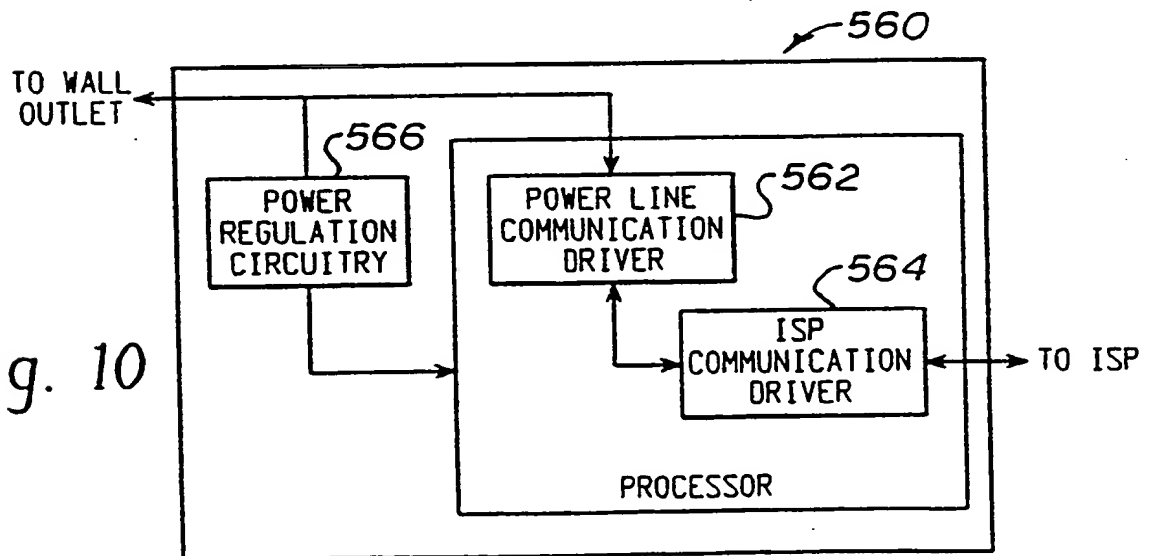 560
TO WALL
OUTLET
566
POWER
REGULATION
CIRCUITRY
POWER LINE
COMMUNICATION
DRIVER
562
564
ISP
COMMUNICATION
DRIVER
TO ISP
g. 10
PROCESSOR